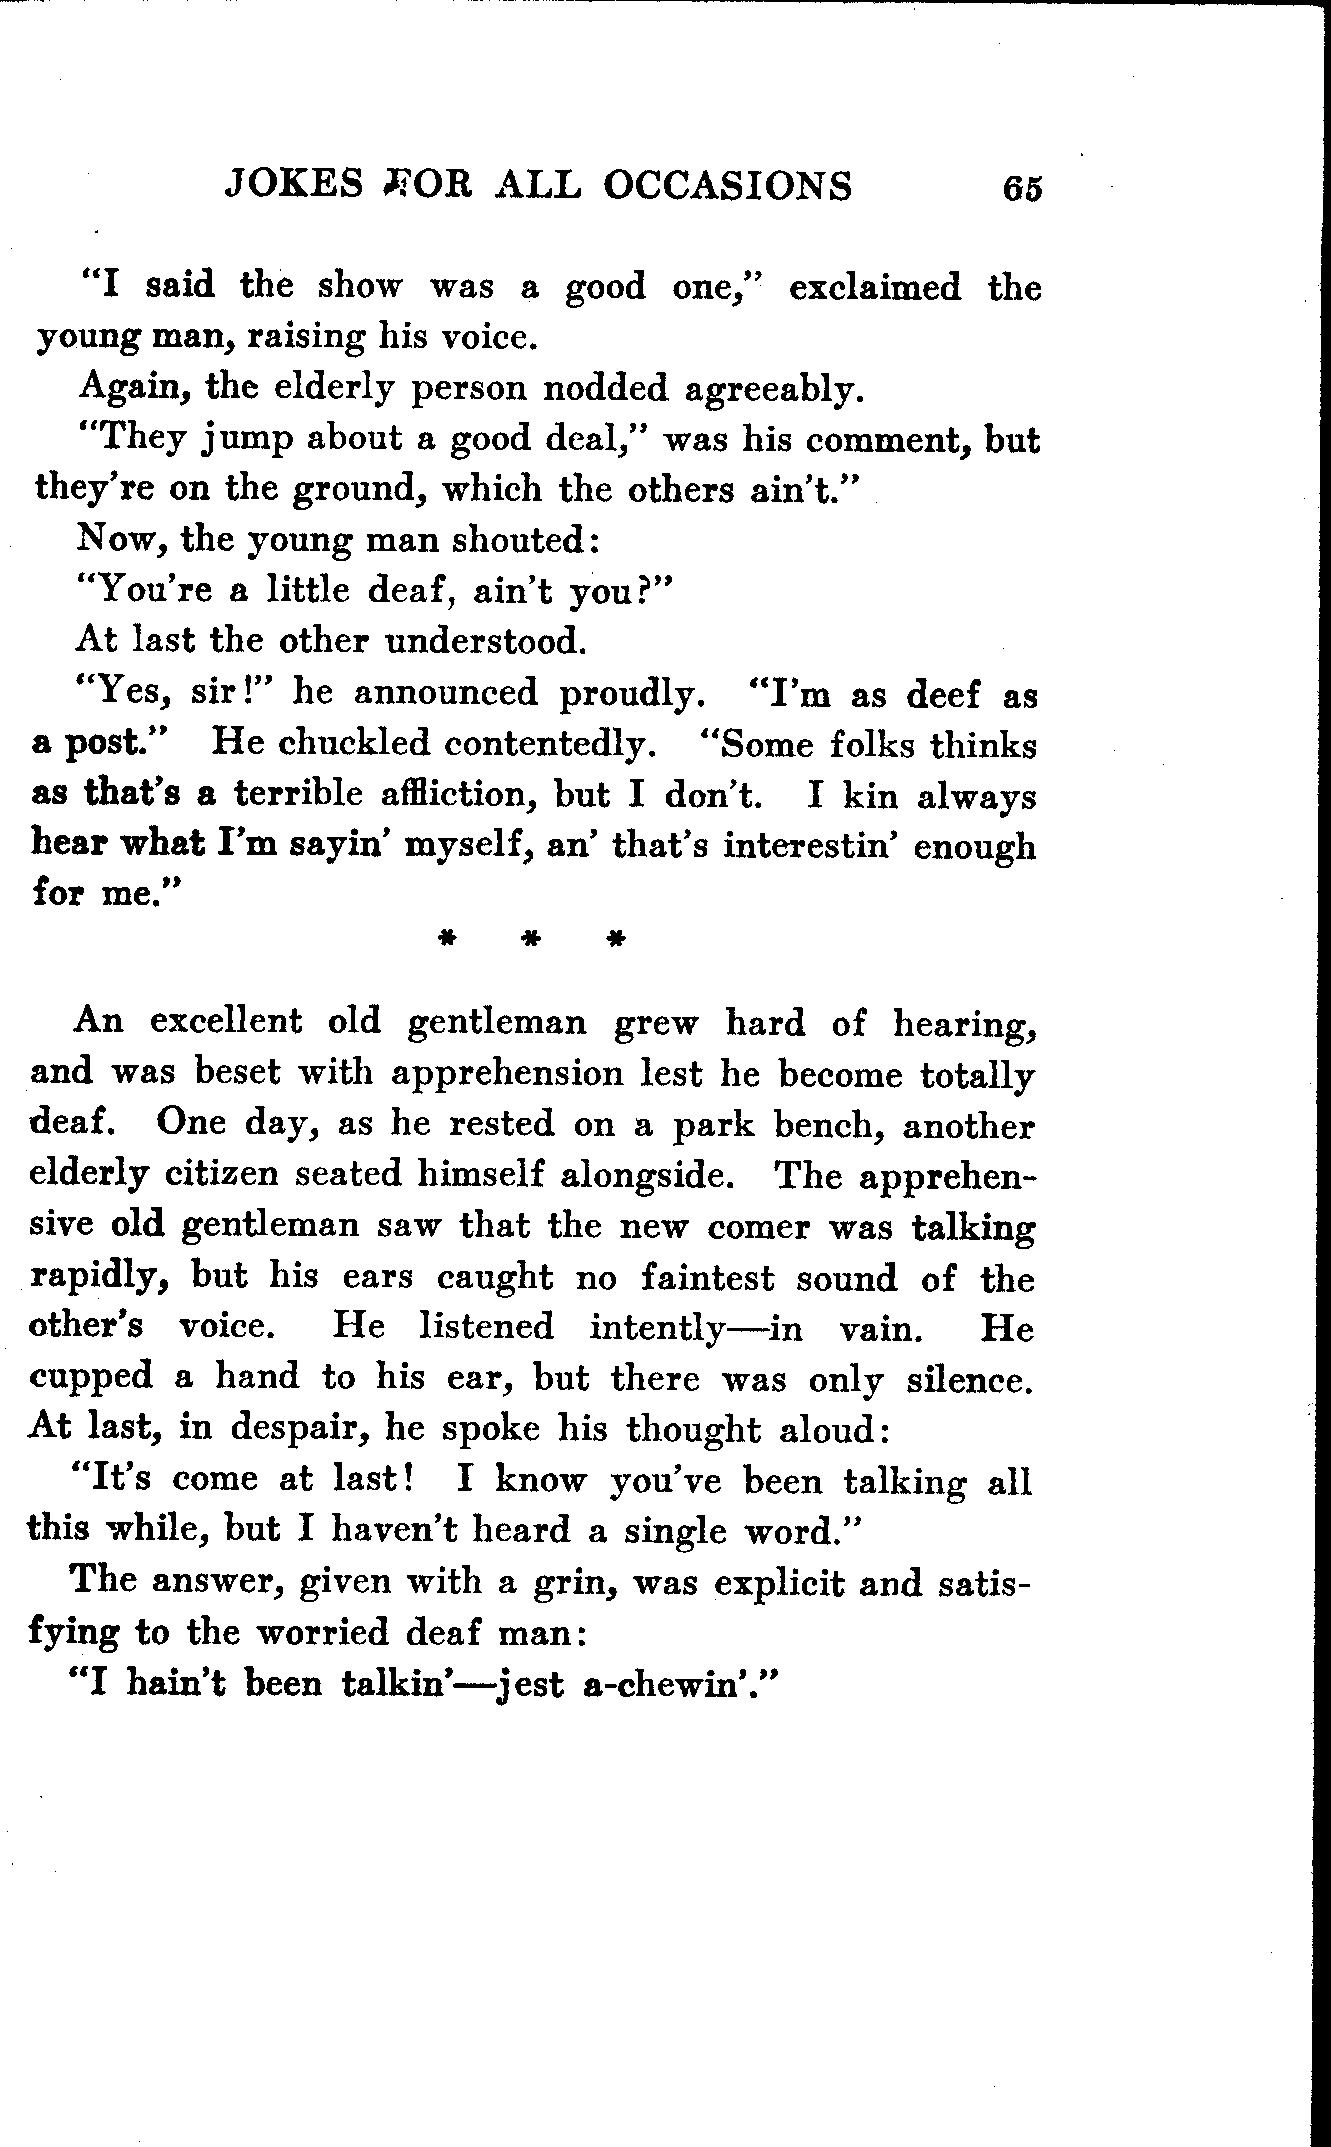 JOKES FOR ALL OCCASIONS 65
"I said the show was a good one," exclaimed the
young man, raising his voice.
Again, the elderly person nodded agreeably.
"They jump about a good deal," was his comment, but
they're on the ground, which the others ain't."
Now, the young man shouted:
"You're a little deaf, ain't you?"
At last the other understood.
"Yes, sir!" he announced proudly. "I'm as deef as
a post." He chuckled contentedly. "Some folks thinks
as that's a terrible affliction, but I don't. I kin always
hear what I'm sayin' myself, an' that's interestin' enough
for me."
* * *
An excellent old gentleman grew hard of hearing,
and was beset with apprehension lest he become totally
deaf. One day, as he rested on a park bench, another
elderly citizen seated himself alongside. The apprehen-
sive old gentleman saw that the new comer was talking
rapidly, but his ears caught no faintest sound of the
other's voice. He listened intently—in vain. He
cupped a hand to his ear, but there was only silence.
At last, in despair, he spoke his thought aloud:
"It's come at last! I know you've been talking all
this while, but I haven't heard a single word."
The answer, given with a grin, was explicit and satis-
fying to the worried deaf man:
"I hain't been talkin'—jest a-chewin'."